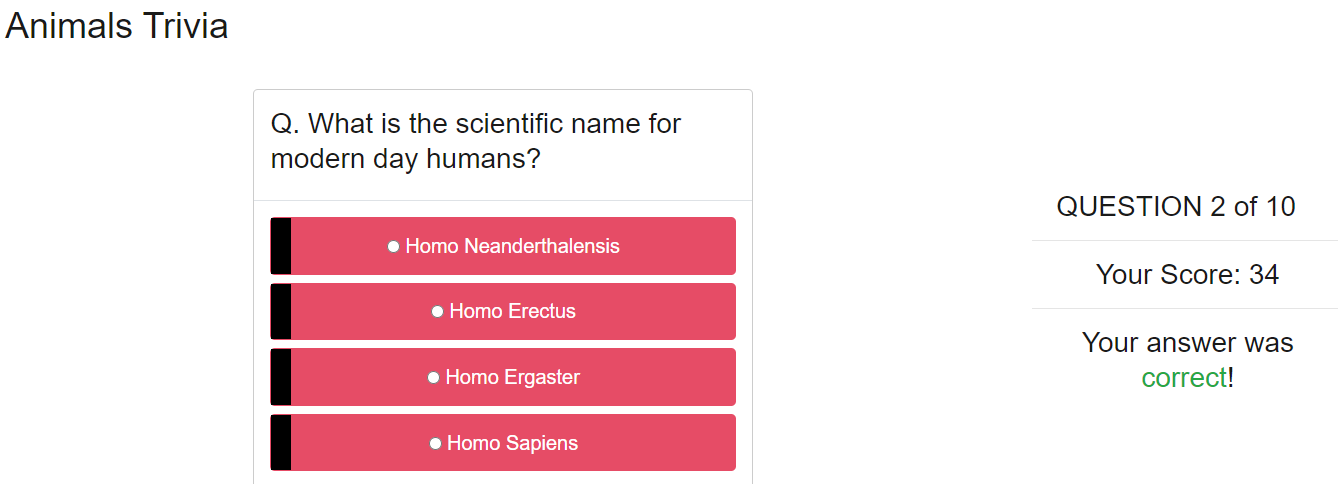 Animals Trivia
Q. What is the scientific name for
modern day humans?
Homo Neanderthalensis
Homo Erectus
Homo Ergaster
Homo Sapiens
QUESTION 2 of 10
Your Score: 34
Your answer was
correct!